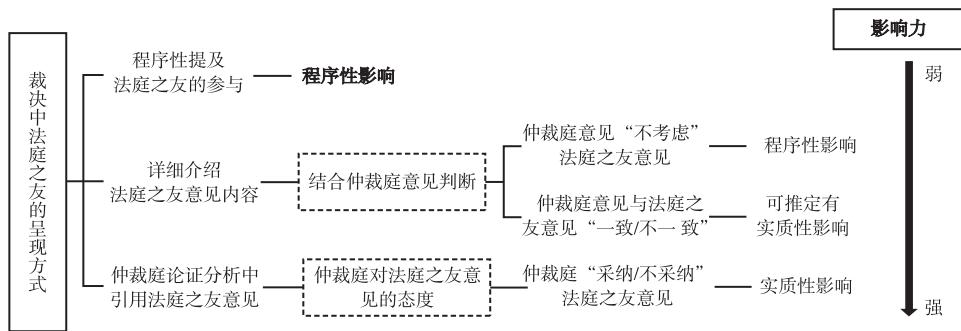 影响力
弱
强
裁决中法庭之友的呈现方式
程序性提及
法庭之友的参与
程序性影响
详细介绍
法庭之友意见内容
结合仲裁庭意见判断
仲裁庭意见“不考虑”
法庭之友意见
程序性影响
仲裁庭意见与法庭之
友意见“一致/不一致”
可推定有
实质性影响
仲裁庭论证分析中
引用法庭之友意见
仲裁庭对法庭之友意
见的态度
仲裁庭“采纳/不采纳”
法庭之友意见
实质性影响